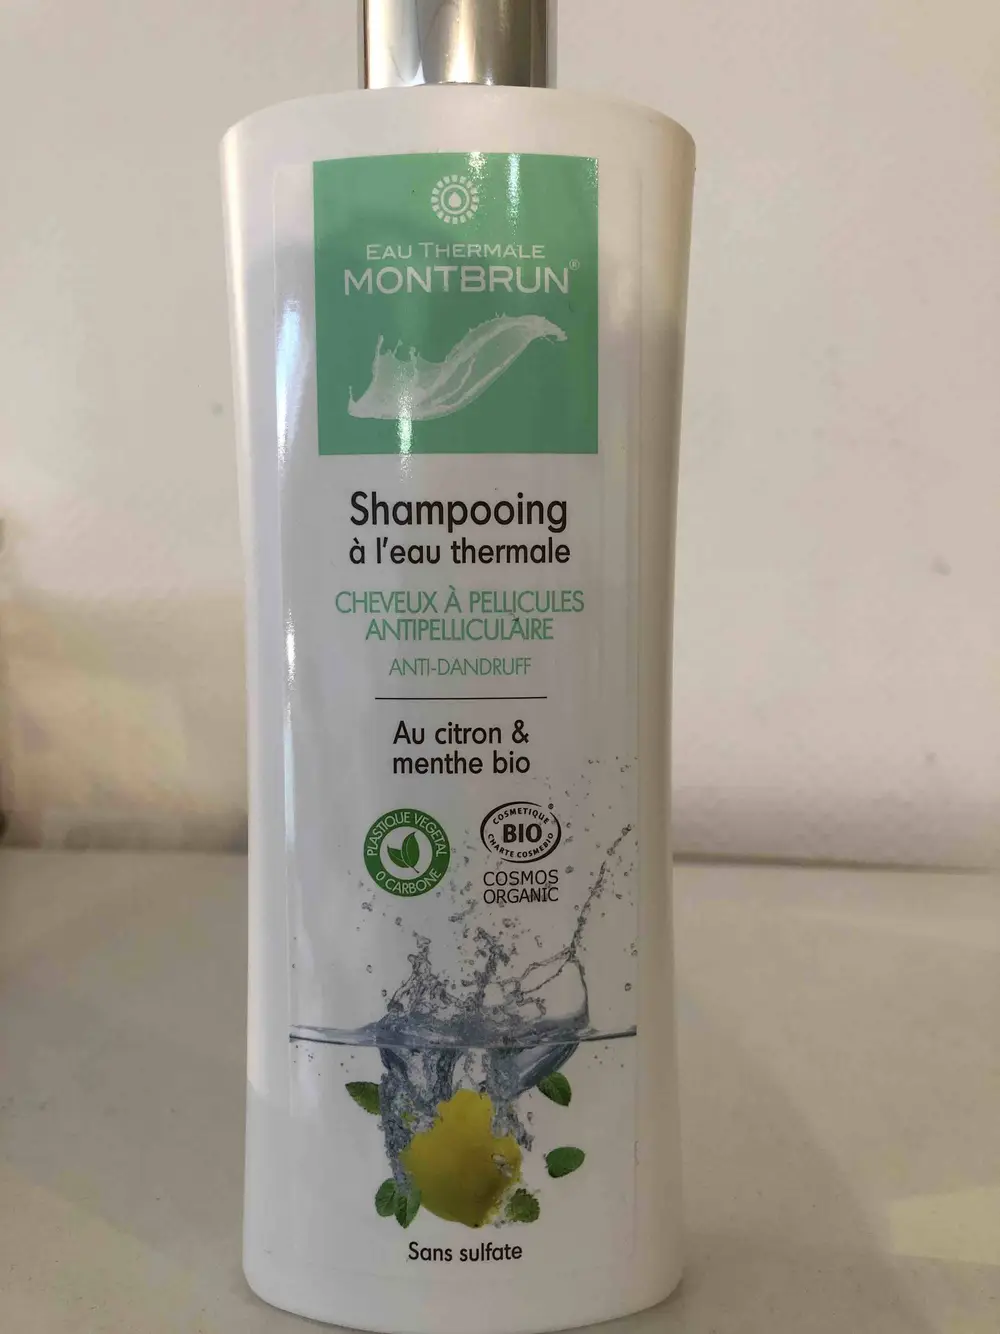 EAU THERMALE
MONTBRUN®
Shampooing
à l'eau thermale
CHEVEUX À PELLICULES
ANTIPELLICULAIRE
ANTI-DANDRUFF
Au citron &
menthe bio
PLASTIQUE VEGETAL
0 CARBONE
COSMETIQUE
BIO
CHARTE COSMEBIO
COSMOS
ORGANIC
Sans sulfate